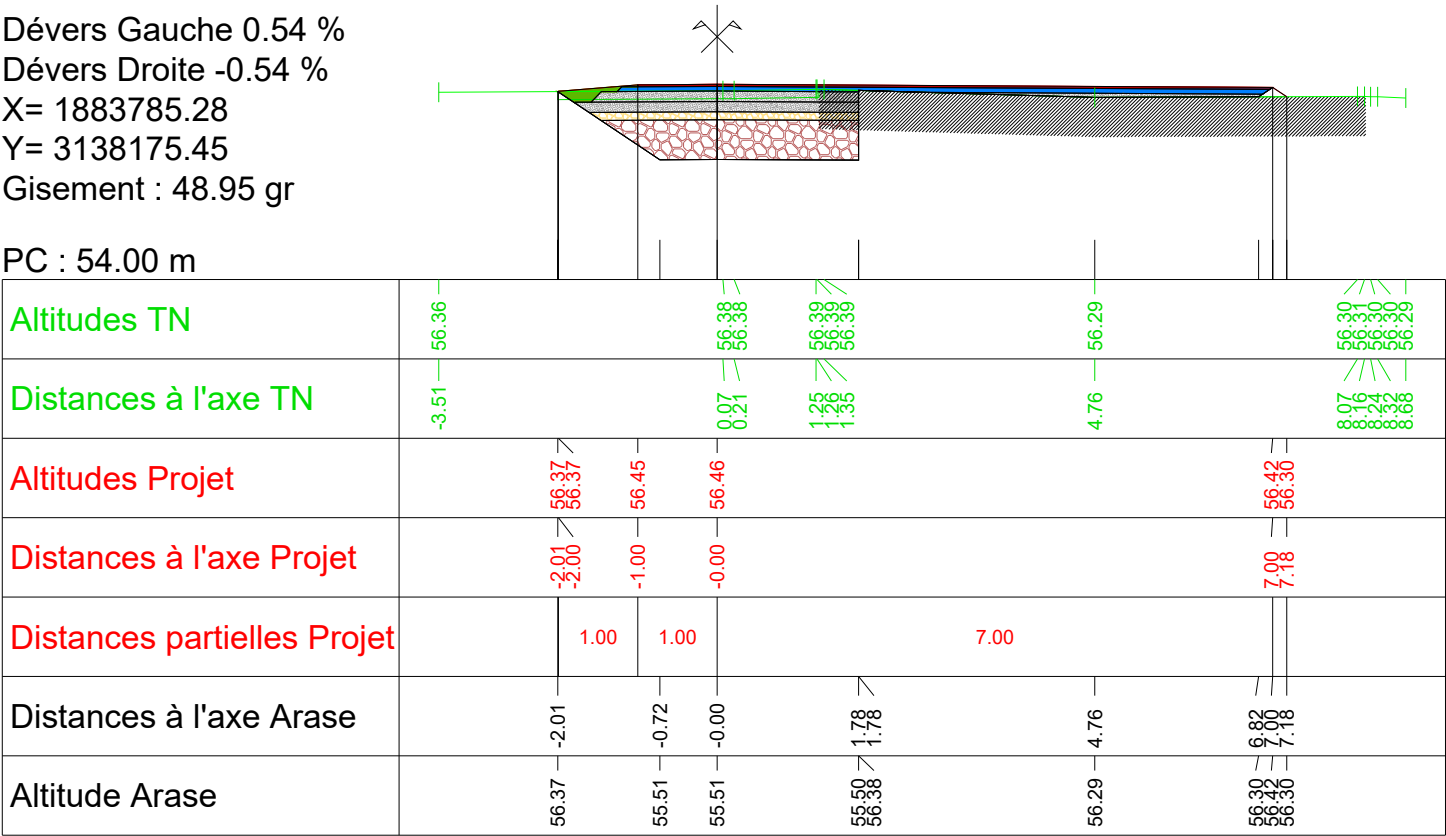 Dévers Gauche 0.54 %
Dévers Droite -0.54 %
X= 1883785.28
Y= 3138175.45
Gisement : 48.95 gr
PC : 54.00 m
Altitudes TN 56.36 56.38 56.38 56.39 56.39 56.39 56.29 56.30 56.31 56.30 56.30 56.29
Distances à l'axe TN -3.51 0.07 0.21 1.25 1.26 1.35 4.76 8.07 8.16 8.24 8.32 8.68
Altitudes Projet 56.37 56.37 56.45 56.46 56.42 56.30
Distances à l'axe Projet -2.01 -2.00 -1.00 -0.00 7.00 7.18
Distances partielles Projet 1.00 1.00 7.00
Distances à l'axe Arase -2.01 -0.72 -0.00 1.78 1.78 4.76 6.82 7.00 7.18
Altitude Arase 56.37 55.51 55.51 55.50 56.38 56.29 56.30 56.42 56.30